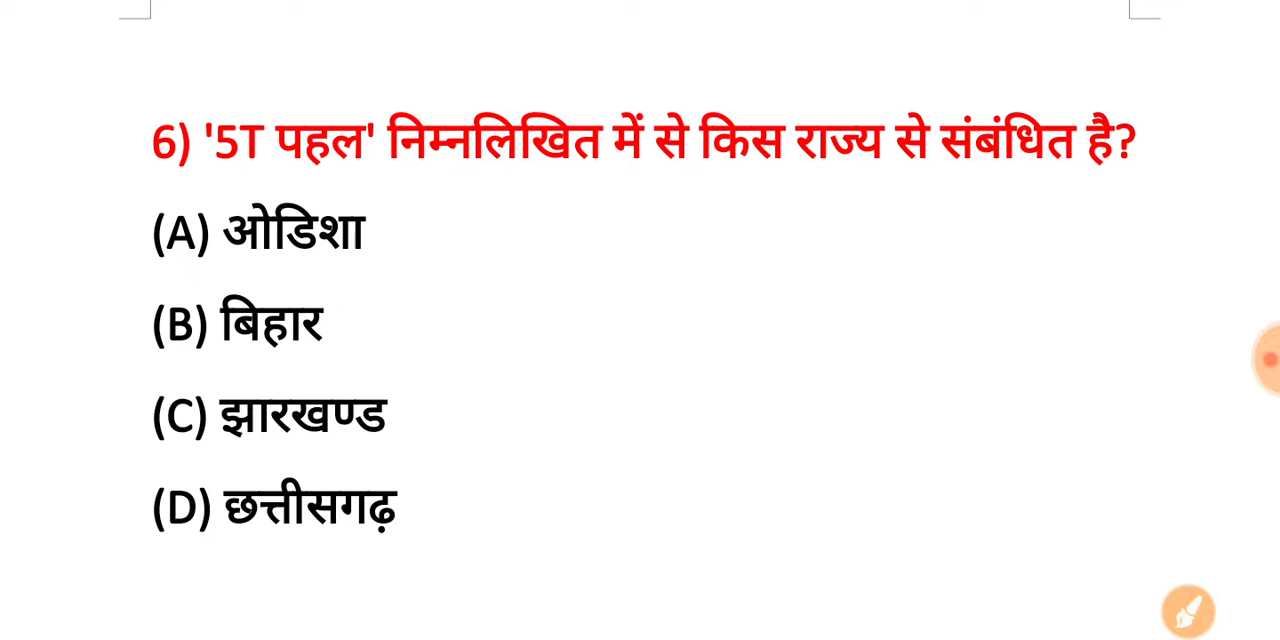 6) '5T पहल' निम्नलिखित में से किस राज्य से संबंधित है?
(A) ओडिशा
(B) बिहार
(C) झारखण्ड
(D) छत्तीसगढ़